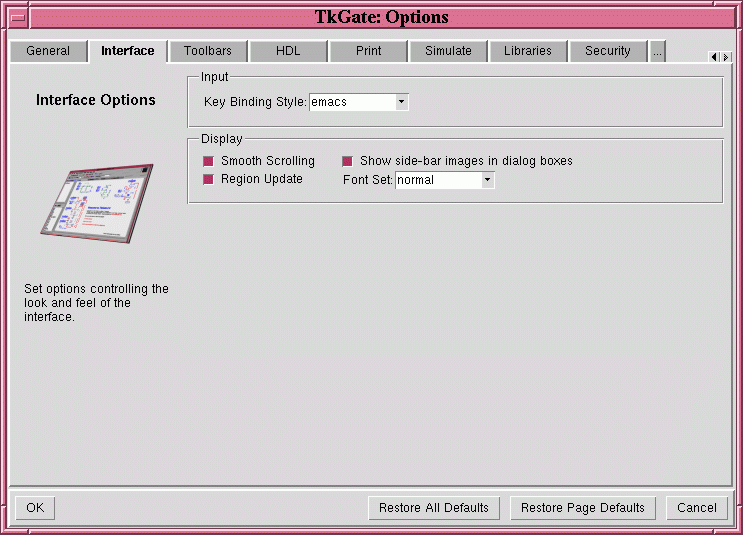 TkGate: Options
General Interface Toolbars HDL Print Simulate Libraries Security ...
Interface Options
Set options controlling the
look and feel of the
interface.
Input
Key Binding Style: emacs
Display
Smooth Scrolling Show side-bar images in dialog boxes
Region Update Font Set: normal
OK Restore All Defaults Restore Page Defaults Cancel